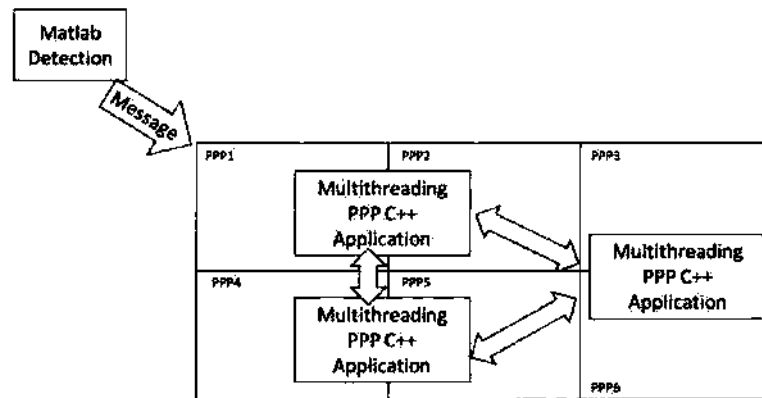 Matlab
Detection
Message
PPP1
PPP2
PPP3
Multithreading
PPP C++
Application
Multithreading
PPP C++
Application
PPP4
PPP5
Multithreading
PPP C++
Application
PPP6